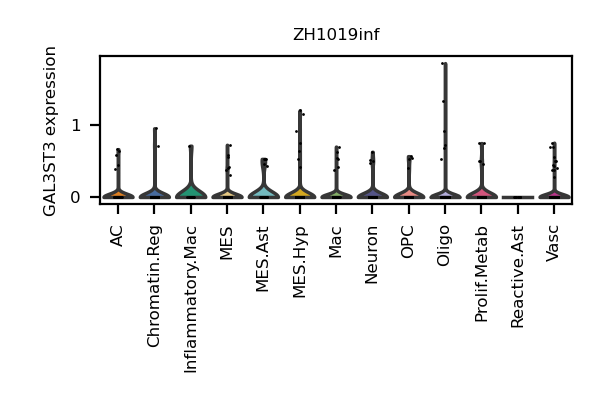 ZH1019inf
GAL3ST3 expression
1
0
AC
Chromatin.Reg
Inflammatory.Mac
MES
MES.Ast
MES.Hyp
Mac
Neuron
OPC
Oligo
Prolif.Metab
Reactive.Ast
Vasc